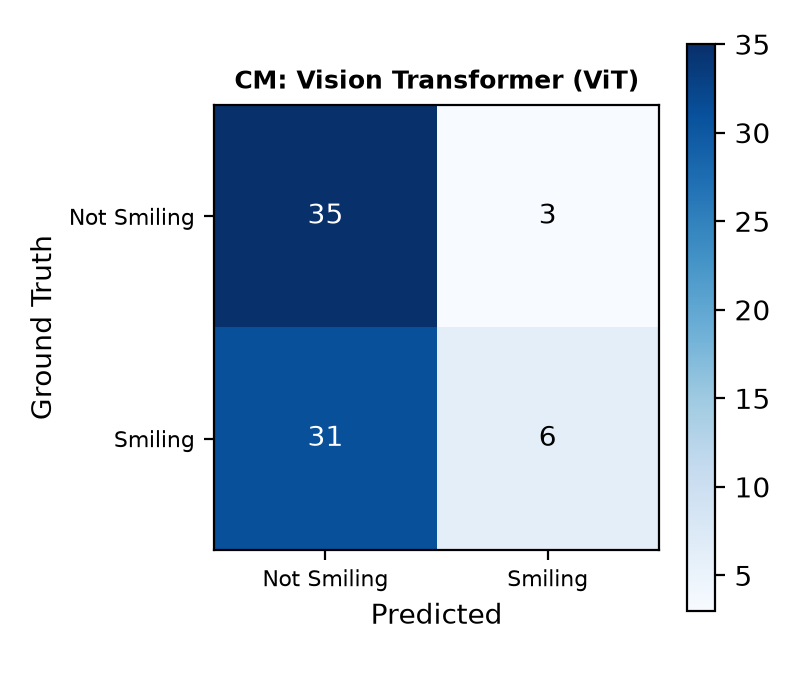 CM: Vision Transformer (ViT)
Ground Truth
Not Smiling
35
3
Smiling
31
6
Not Smiling
Smiling
Predicted
35
30
25
20
15
10
5